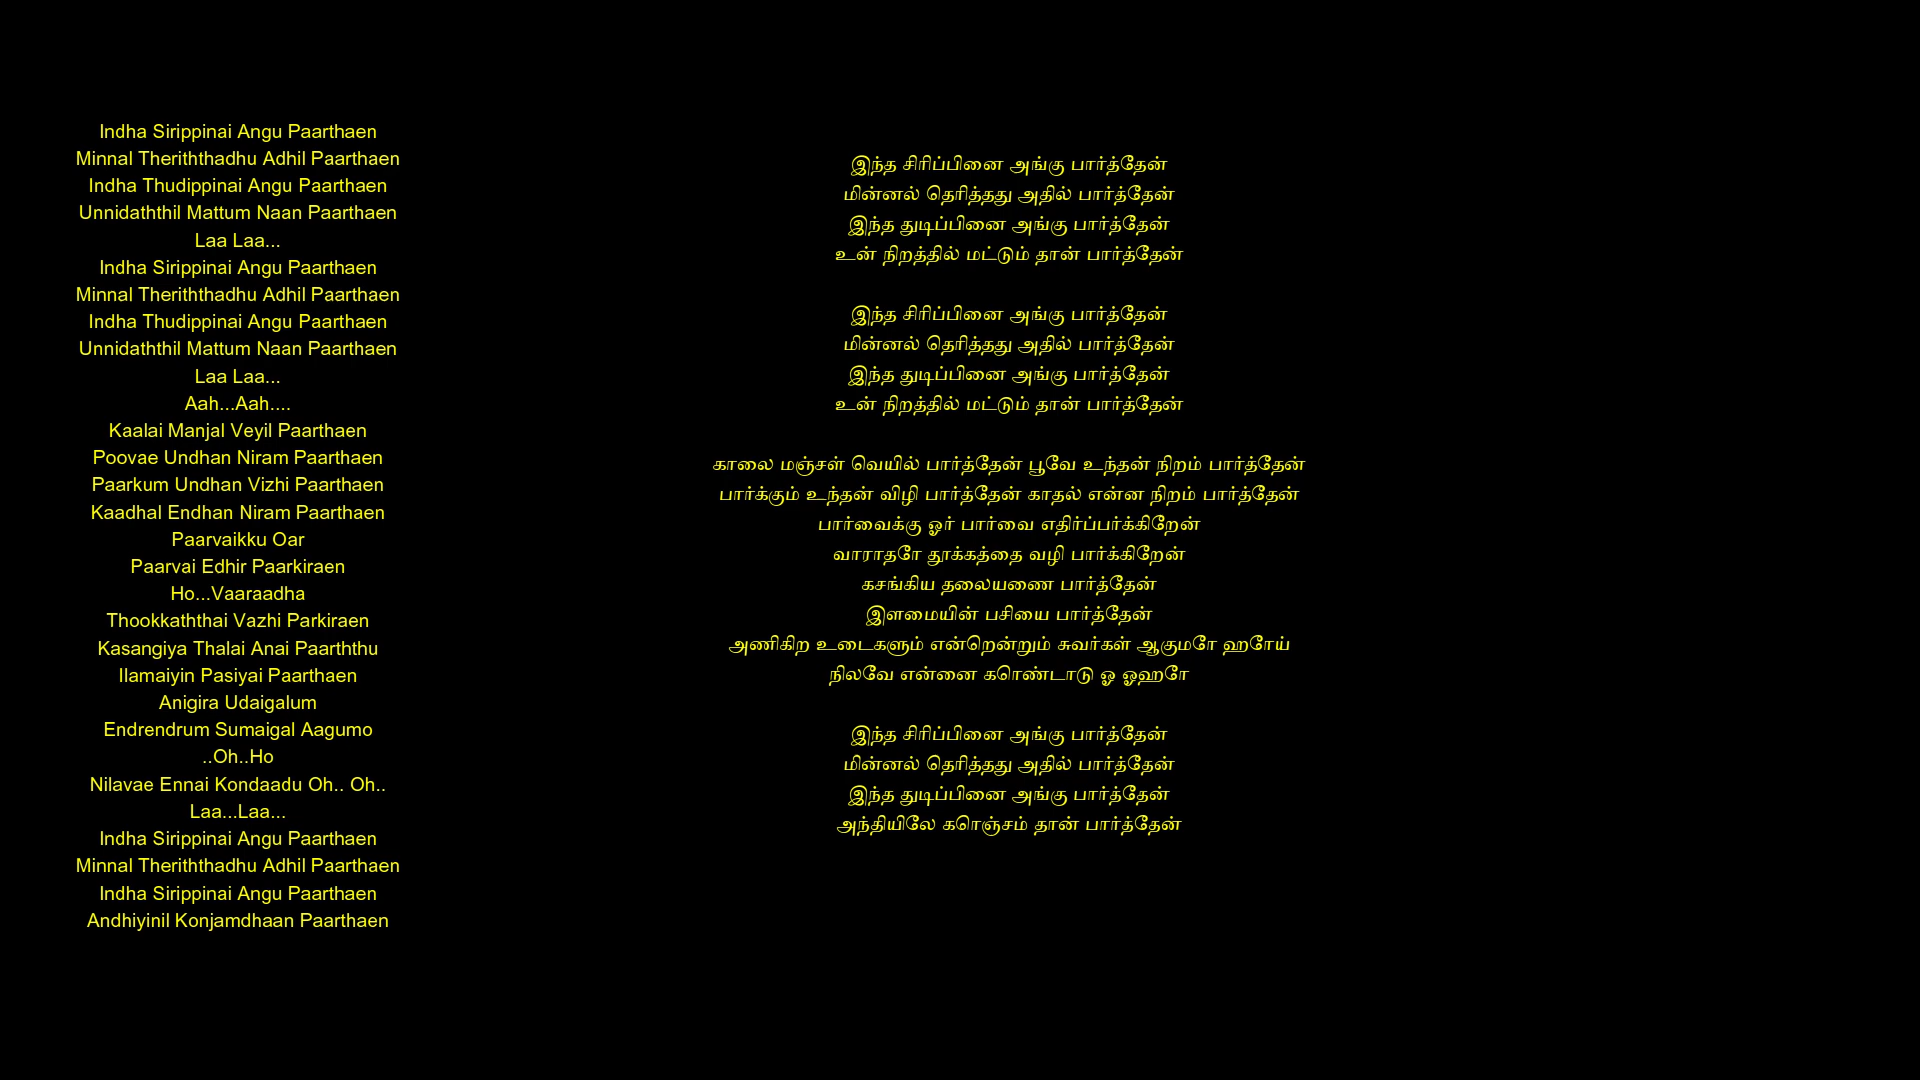 Indha Sirippinai Angu Paarthaen
Minnal Theriththadhu Adhil Paarthaen
Indha Thudippinai Angu Paarthaen
Unnidaththil Mattum Naan Paarthaen
Laa Laa...
Indha Sirippinai Angu Paarthaen
Minnal Theriththadhu Adhil Paarthaen
Indha Thudippinai Angu Paarthaen
Unnidaththil Mattum Naan Paarthaen
Laa Laa...
Aah...Aah....
Kaalai Manjal Veyil Paarthaen
Poovae Undhan Niram Paarthaen
Paarkum Undhan Vizhi Paarthaen
Kaadhal Endhan Niram Paarthaen
Paarvaikku Oar
Paarvai Edhir Paarkiraen
Ho...Vaaraadha
Thookkaththai Vazhi Parkiraen
Kasangiya Thalai Anai Paarththu
Ilamaiyin Pasiyai Paarthaen
Anigira Udaigalum
Endrendrum Sumaigal Aagumo
..Oh..Ho
Nilavae Ennai Kondaadu Oh.. Oh..
Laa...Laa...
Indha Sirippinai Angu Paarthaen
Minnal Theriththadhu Adhil Paarthaen
Indha Sirippinai Angu Paarthaen
Andhiyinil Konjamdhaan Paarthaen
இந்த சிரிப்பினை அங்கு பார்த்தேன்
மின்னல் தெரித்தது அதில் பார்த்தேன்
இந்த துடிப்பினை அங்கு பார்த்தேன்
உன் நிறத்தில் மட்டும் தான் பார்த்தேன்
இந்த சிரிப்பினை அங்கு பார்த்தேன்
மின்னல் தெரித்தது அதில் பார்த்தேன்
இந்த துடிப்பினை அங்கு பார்த்தேன்
உன் நிறத்தில் மட்டும் தான் பார்த்தேன்
காலை மஞ்சள் வெயில் பார்த்தேன் பூவே உந்தன் நிறம் பார்த்தேன்
பார்க்கும் உந்தன் விழி பார்த்தேன் காதல் என்ன நிறம் பார்த்தேன்
பார்வைக்கு ஓர் பார்வை எதிர்ப்பர்க்கிறேன்
வாராதரோ தூக்கத்தை வழி பார்க்கிறேன்
கசங்கிய தலையணை பார்த்தேன்
இளமையின் பசியை பார்த்தேன்
அணிகிற உடைகளும் என்றென்றும் சுவர்கள் ஆகுமரோ ஹரோய்
நிலவே என்னை கரொண்டாடு ஓ ஓஹரோ
இந்த சிரிப்பினை அங்கு பார்த்தேன்
மின்னல் தெரித்தது அதில் பார்த்தேன்
இந்த துடிப்பினை அங்கு பார்த்தேன்
அந்தியிலே கரொஞ்சம் தான் பார்த்தேன்